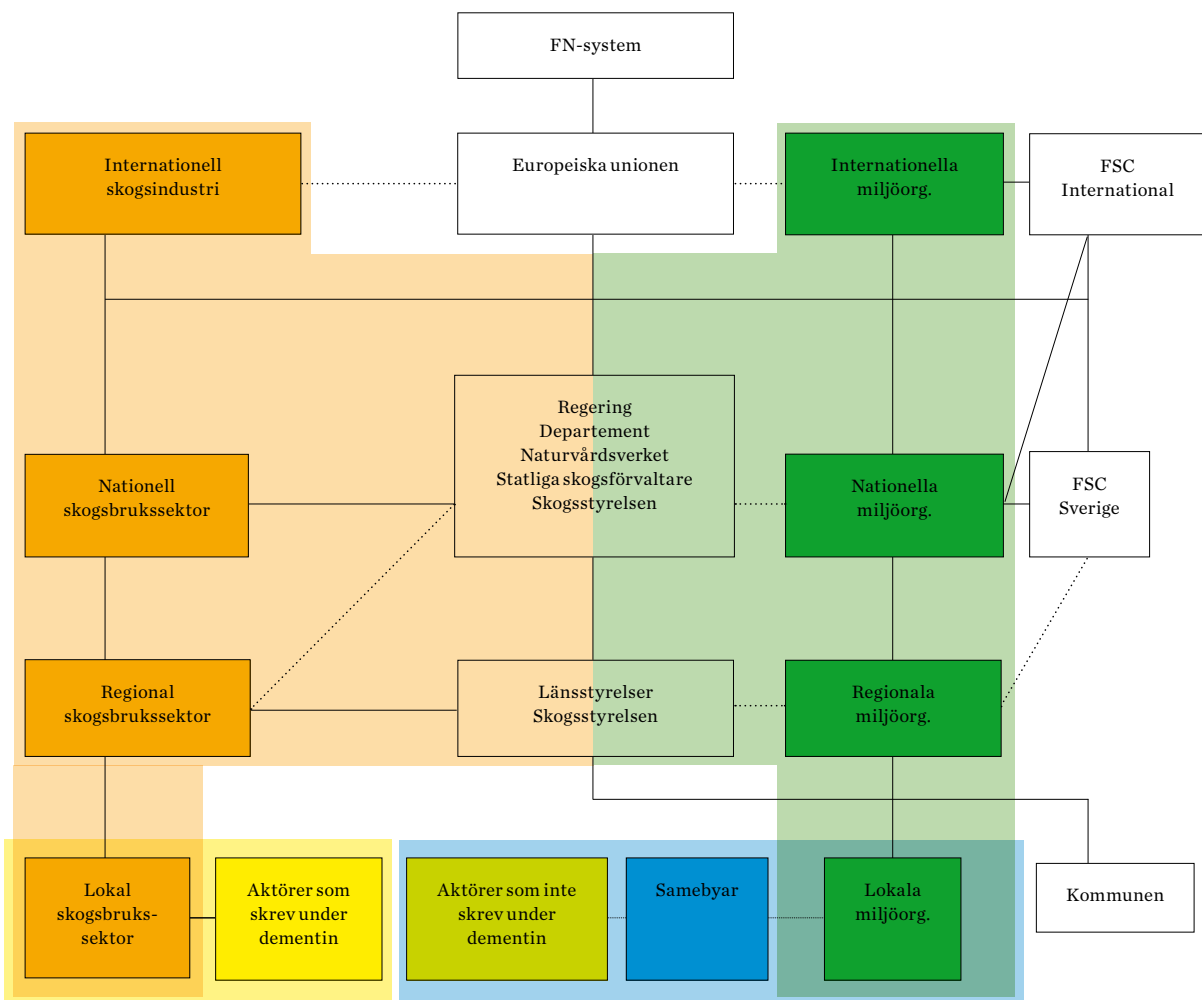 FN-system
Internationell
skogsindustri
Europeiska unionen
Internationella
miljöorg.
FSC
International
Regering
Departement
Naturvårdsverket
Statliga skogsförvaltare
Skogsstyrelsen
Nationell
skogsbrukssektor
Nationella
miljöorg.
FSC
Sverige
Regional
skogsbrukssektor
Länsstyrelser
Skogsstyrelsen
Regionala
miljöorg.
Lokal
skogsbruks-
sektor
Aktörer som
skrev under
dementin
Aktörer som inte
skrev under
dementin
Samebyar
Lokala
miljöorg.
Kommunen